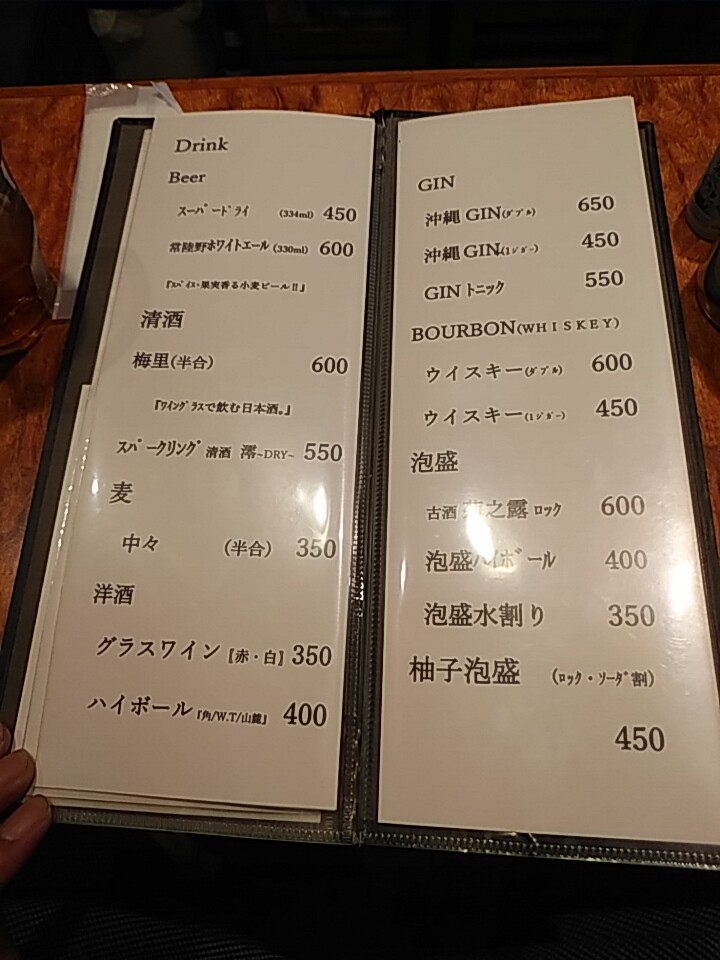 Drink
Beer
スーパードライ (334ml) 450
常陸野ホワイトエール (330ml) 600
『スパイス・果実香る小麦ビール!!』
清酒
梅里(半合) 600
『ワイングラスで飲む日本酒。』
スパークリング 清酒 澪~DRY~ 550
麦
中々 (半合) 350
洋酒
グラスワイン【赤・白】350
ハイボール『角/W.T/山麓』 400
GIN
沖縄 GIN(ダブル) 650
沖縄 GIN(1ジガー) 450
GIN トニック 550
BOURBON(WHISKEY)
ウイスキー(ダブル) 600
ウイスキー(1ジガー) 450
泡盛
古酒 之露 ロック 600
泡盛ハイボール 400
泡盛水割り 350
柚子泡盛 (ロック・ソーダ割)
450